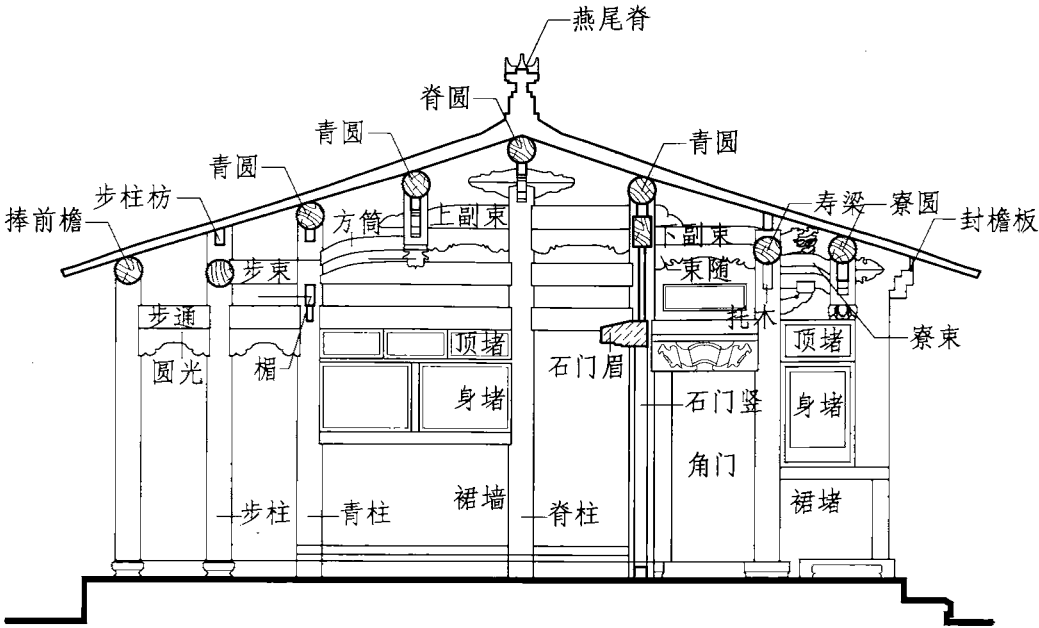 燕尾脊
脊圆
青圆
青圆
青圆
步柱枋
方筒
上副束
寿梁
寮圆
捧前檐
封檐板
下副束
步束
束随
步通
托木
圆光
楣
顶堵
石门眉
顶堵
寮束
身堵
石门竖
身堵
角门
裙墙
裙堵
步柱
青柱
脊柱